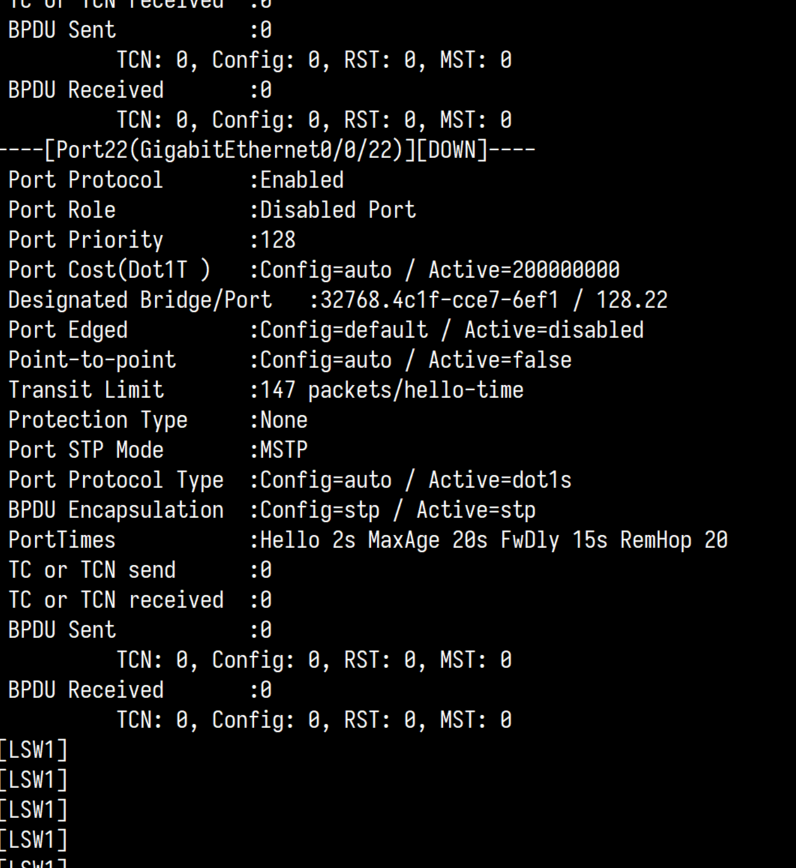 TC or TCN received  :0
BPDU Sent           :0
         TCN: 0, Config: 0, RST: 0, MST: 0
BPDU Received       :0
         TCN: 0, Config: 0, RST: 0, MST: 0
----[Port22(GigabitEthernet0/0/22)][DOWN]----
Port Protocol       :Enabled
Port Role           :Disabled Port
Port Priority       :128
Port Cost(Dot1T )   :Config=auto / Active=200000000
Designated Bridge/Port   :32768.4c1f-cce7-6ef1 / 128.22
Port Edged          :Config=default / Active=disabled
Point-to-point      :Config=auto / Active=false
Transit Limit       :147 packets/hello-time
Protection Type     :None
Port STP Mode       :MSTP
Port Protocol Type  :Config=auto / Active=dot1s
BPDU Encapsulation  :Config=stp / Active=stp
PortTimes           :Hello 2s MaxAge 20s FwDly 15s RemHop 20
TC or TCN send      :0
TC or TCN received  :0
BPDU Sent           :0
         TCN: 0, Config: 0, RST: 0, MST: 0
BPDU Received       :0
         TCN: 0, Config: 0, RST: 0, MST: 0
[LSW1]
[LSW1]
[LSW1]
[LSW1]
[LSW1]